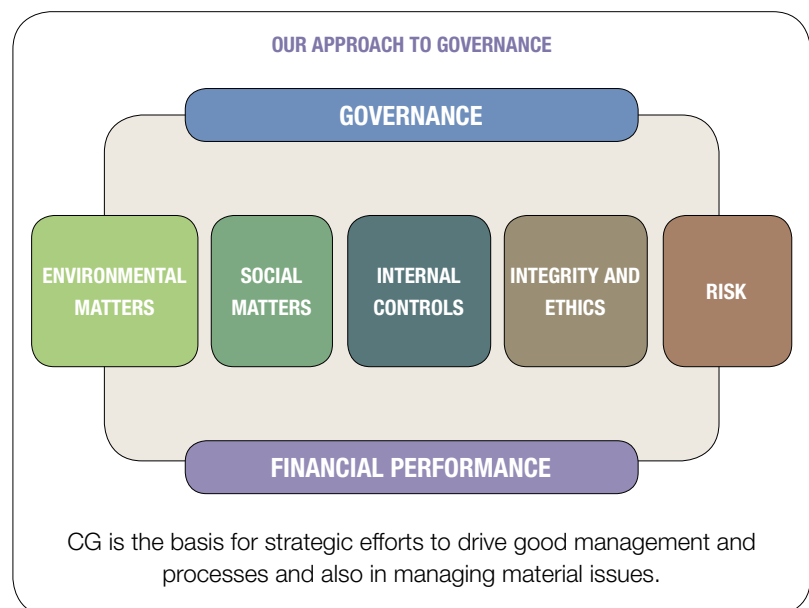 OUR APPROACH TO GOVERNANCE
GOVERNANCE
ENVIRONMENTAL
MATTERS
SOCIAL
MATTERS
INTERNAL
CONTROLS
INTEGRITY AND
ETHICS
RISK
FINANCIAL PERFORMANCE
CG is the basis for strategic efforts to drive good management and
processes and also in managing material issues.